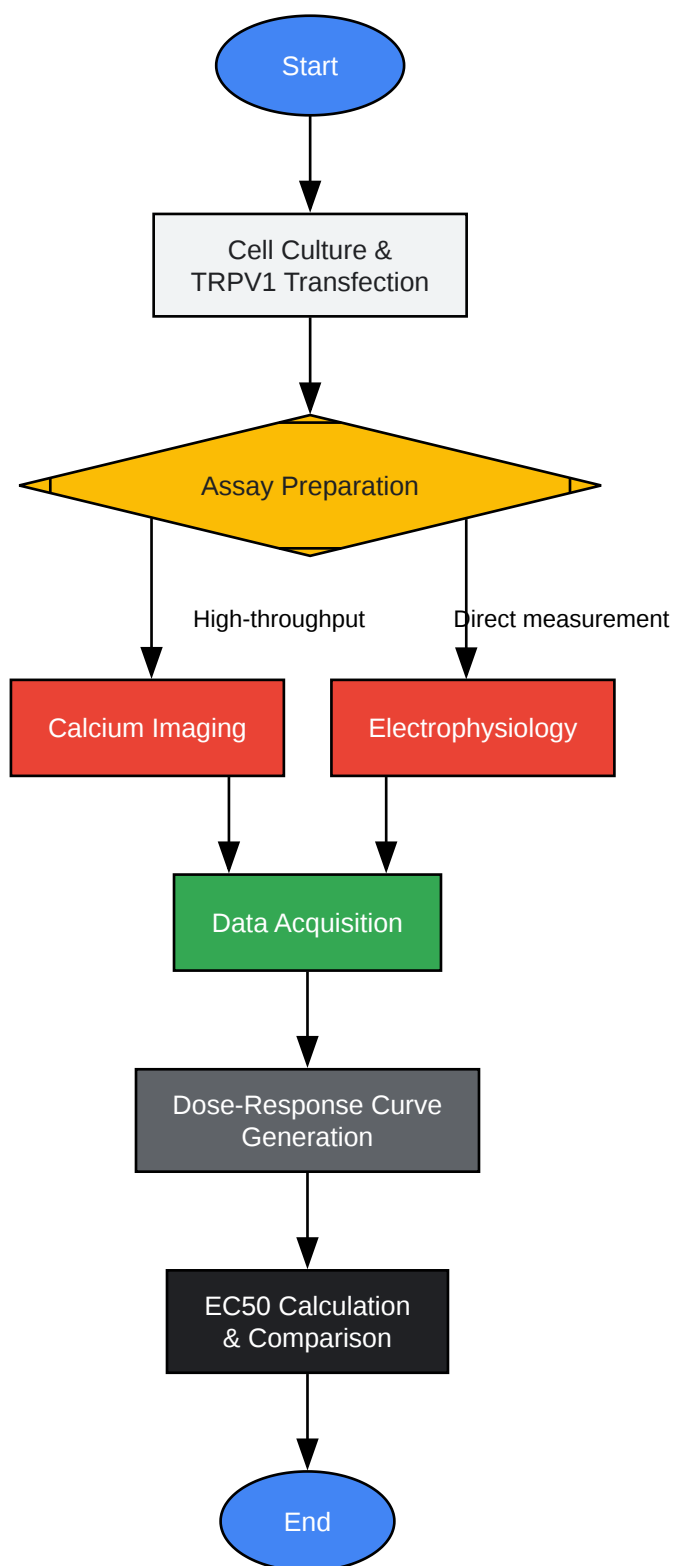 Start
Cell Culture &
TRPV1 Transfection
Assay Preparation
High-throughput
Direct measurement
Calcium Imaging
Electrophysiology
Data Acquisition
Dose-Response Curve
Generation
EC50 Calculation
& Comparison
End